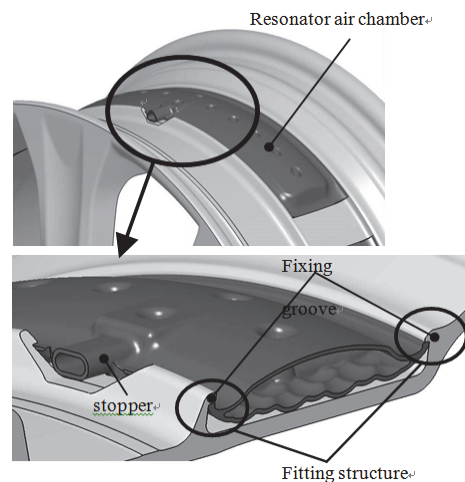 Resonator air chamber
Fixing
groove
stopper
Fitting structure